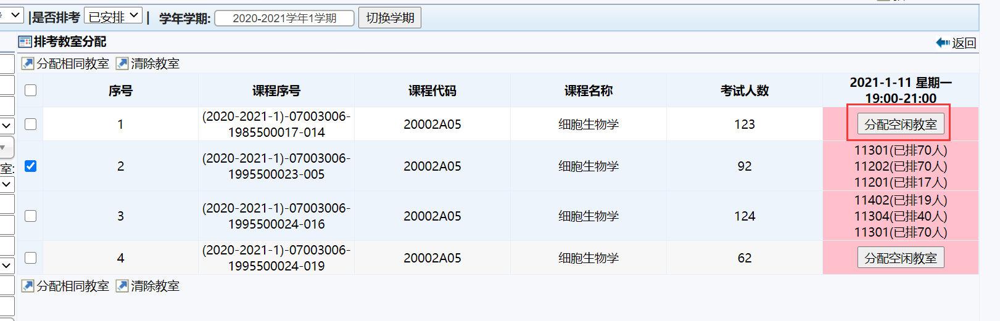 |是否排考 已安排 | 学年学期: 2020-2021学年1学期 切换学期
排考教室分配 返回
分配相同教室 清除教室
序号 课程序号 课程代码 课程名称 考试人数 2021-1-11 星期一
19:00-21:00
1 (2020-2021-1)-07003006-
1985500017-014 20002A05 细胞生物学 123 分配空闲教室
2 (2020-2021-1)-07003006-
1995500023-005 20002A05 细胞生物学 92 11301(已排70人)
11202(已排70人)
11201(已排17人)
室:
3 (2020-2021-1)-07003006-
1995500024-016 20002A05 细胞生物学 124 11402(已排19人)
11304(已排40人)
11301(已排70人)
4 (2020-2021-1)-07003006-
1995500024-019 20002A05 细胞生物学 62 分配空闲教室
分配相同教室 清除教室